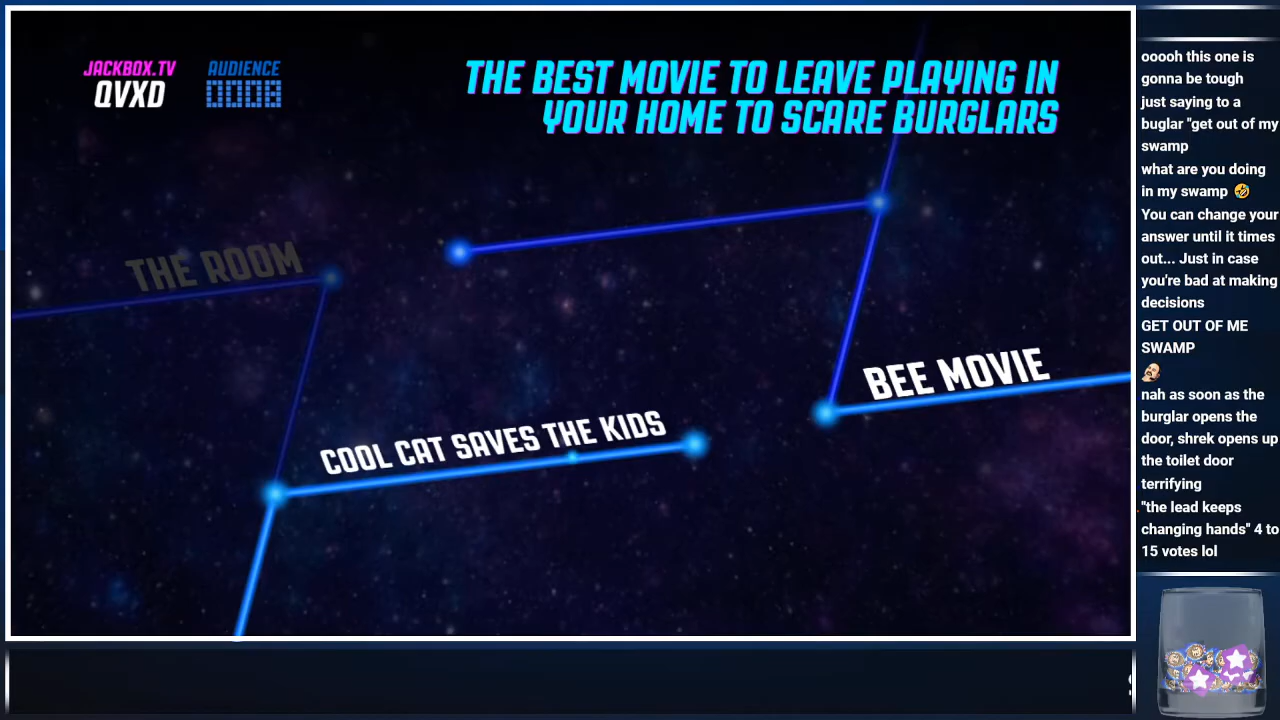 JACKBOX.TV
QVXD
AUDIENCE
0008
THE BEST MOVIE TO LEAVE PLAYING IN
YOUR HOME TO SCARE BURGLARS
THE ROOM
COOL CAT SAVES THE KIDS
BEE MOVIE
ooooh this one is
gonna be tough
just saying to a
buglar "get out of my
swamp
what are you doing
in my swamp 🤣
You can change your
answer until it times
out... Just in case
you're bad at making
decisions
GET OUT OF ME
SWAMP
nah as soon as the
burglar opens the
door, shrek opens up
the toilet door
terrifying
"the lead keeps
changing hands" 4 to
15 votes lol